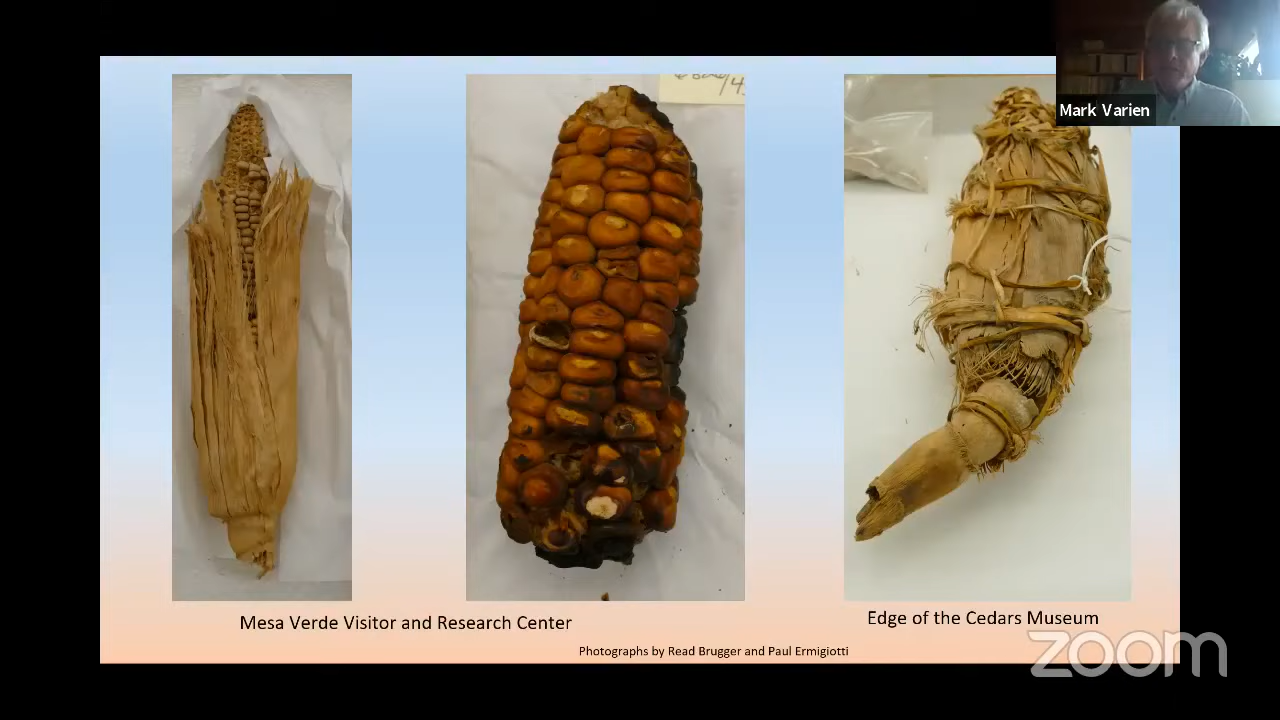 Mark Varien
Mesa Verde Visitor and Research Center
Edge of the Cedars Museum
Photographs by Read Brugger and Paul Ermigiotti
zoom